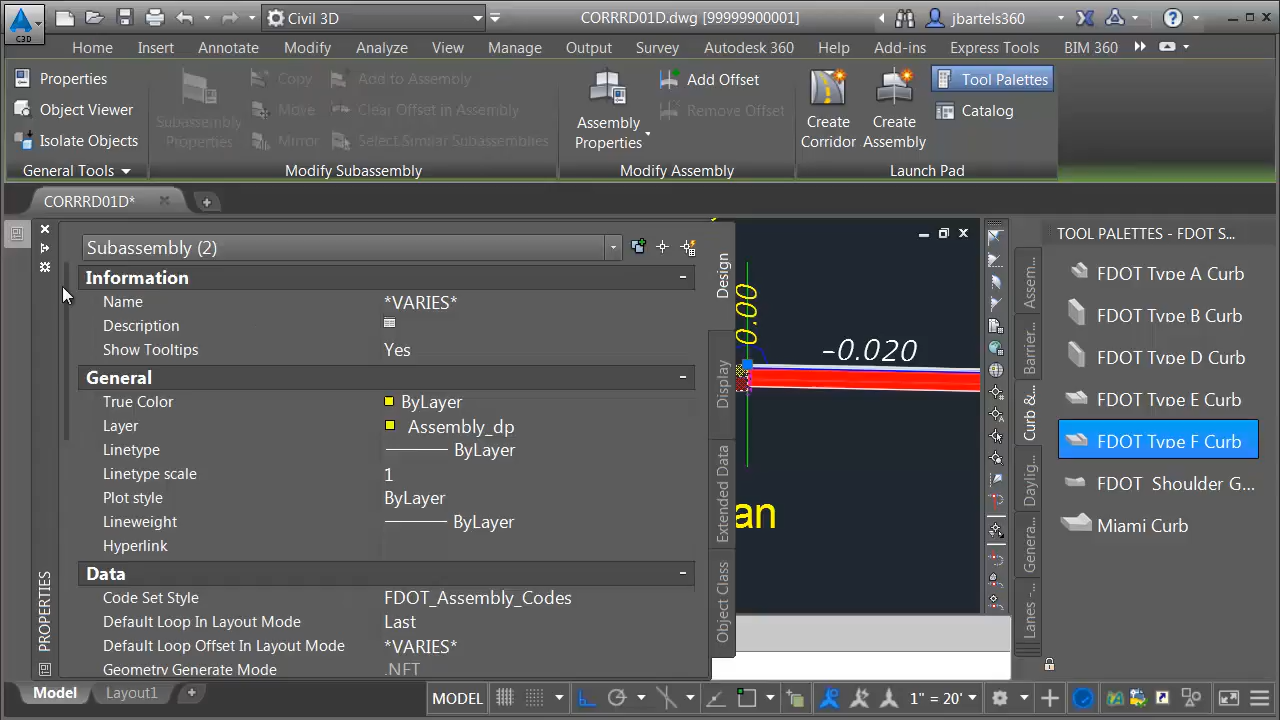 C3D
Civil 3D
CORRRD01D.dwg [99999900001]
jbartels360
Home Insert Annotate Modify Analyze View Manage Output Survey Autodesk 360 Help Add-ins Express Tools BIM 360
Properties
Object Viewer
Isolate Objects
General Tools
Subassembly
Properties
Copy
Move
Mirror
Add to Assembly
Clear Offset in Assembly
Select Similar Subassemblies
Modify Subassembly
Assembly
Properties
Add Offset
Remove Offset
Modify Assembly
Create
Corridor
Create
Assembly
Tool Palettes
Catalog
Launch Pad
CORRRD01D*
Subassembly (2)
Information
Name *VARIES*
Description
Show Tooltips Yes
General
True Color ByLayer
Layer Assembly_dp
Linetype ByLayer
Linetype scale 1
Plot style ByLayer
Lineweight ByLayer
Hyperlink
Data
Code Set Style FDOT_Assembly_Codes
Default Loop In Layout Mode Last
Default Loop Offset In Layout Mode *VARIES*
Geometry Generate Mode .NFT
PROPERTIES
Design
Display
Extended Data
Object Class
0.00
-0.020
an
TOOL PALETTES - FDOT S...
Assem...
Barrier...
Curb &...
Daylig...
Genera...
Lanes -...
FDOT Type A Curb
FDOT Type B Curb
FDOT Type D Curb
FDOT Type E Curb
FDOT Type F Curb
FDOT Shoulder G...
Miami Curb
Model Layout1
MODEL
1" = 20'